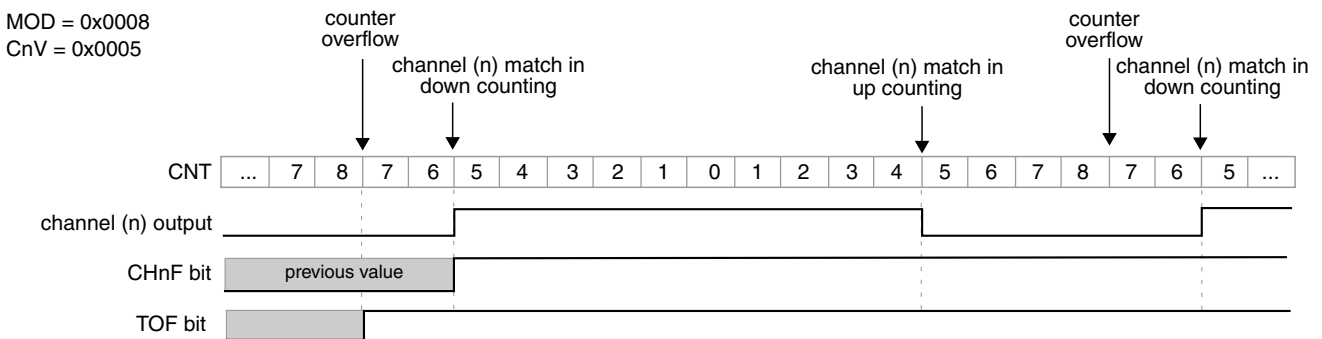 MOD = 0x0008
CnV = 0x0005
counter
overflow
channel (n) match in
down counting
channel (n) match in
up counting
counter
overflow
channel (n) match in
down counting
CNT ... 7 8 7 6 5 4 3 2 1 0 1 2 3 4 5 6 7 8 7 6 5 ...
channel (n) output
CHnF bit previous value
TOF bit